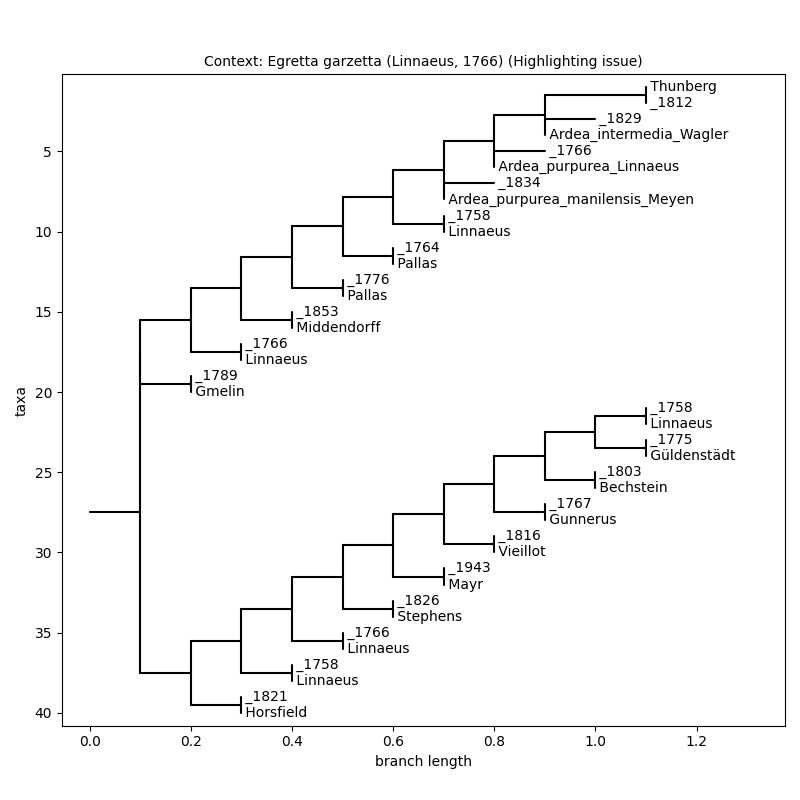 Context: Egretta garzetta (Linnaeus, 1766) (Highlighting issue)
Thunberg
_1812
_1829
Ardea_intermedia_Wagler
_1766
Ardea_purpurea_Linnaeus
_1834
Ardea_purpurea_manilensis_Meyen
_1758
Linnaeus
_1764
Pallas
_1776
Pallas
_1853
Middendorff
_1766
Linnaeus
_1789
Gmelin
_1758
Linnaeus
_1775
Güldenstädt
_1803
Bechstein
_1767
Gunnerus
_1816
Vieillot
_1943
Mayr
_1826
Stephens
_1766
Linnaeus
_1758
Linnaeus
_1821
Horsfield
5
10
15
20
25
30
35
40
taxa
0.0 0.2 0.4 0.6 0.8 1.0 1.2
branch length